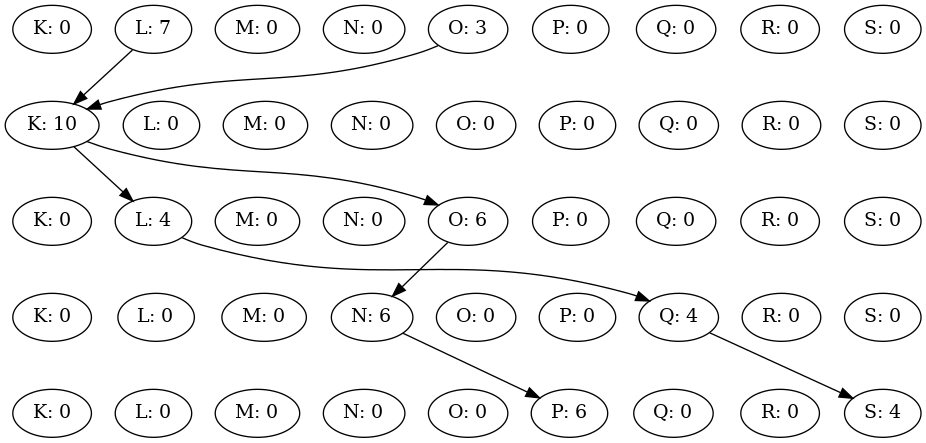 K: 0 L: 7 M: 0 N: 0 O: 3 P: 0 Q: 0 R: 0 S: 0
K: 10 L: 0 M: 0 N: 0 O: 0 P: 0 Q: 0 R: 0 S: 0
K: 0 L: 4 M: 0 N: 0 O: 6 P: 0 Q: 0 R: 0 S: 0
K: 0 L: 0 M: 0 N: 6 O: 0 P: 0 Q: 4 R: 0 S: 0
K: 0 L: 0 M: 0 N: 0 O: 0 P: 6 Q: 0 R: 0 S: 4